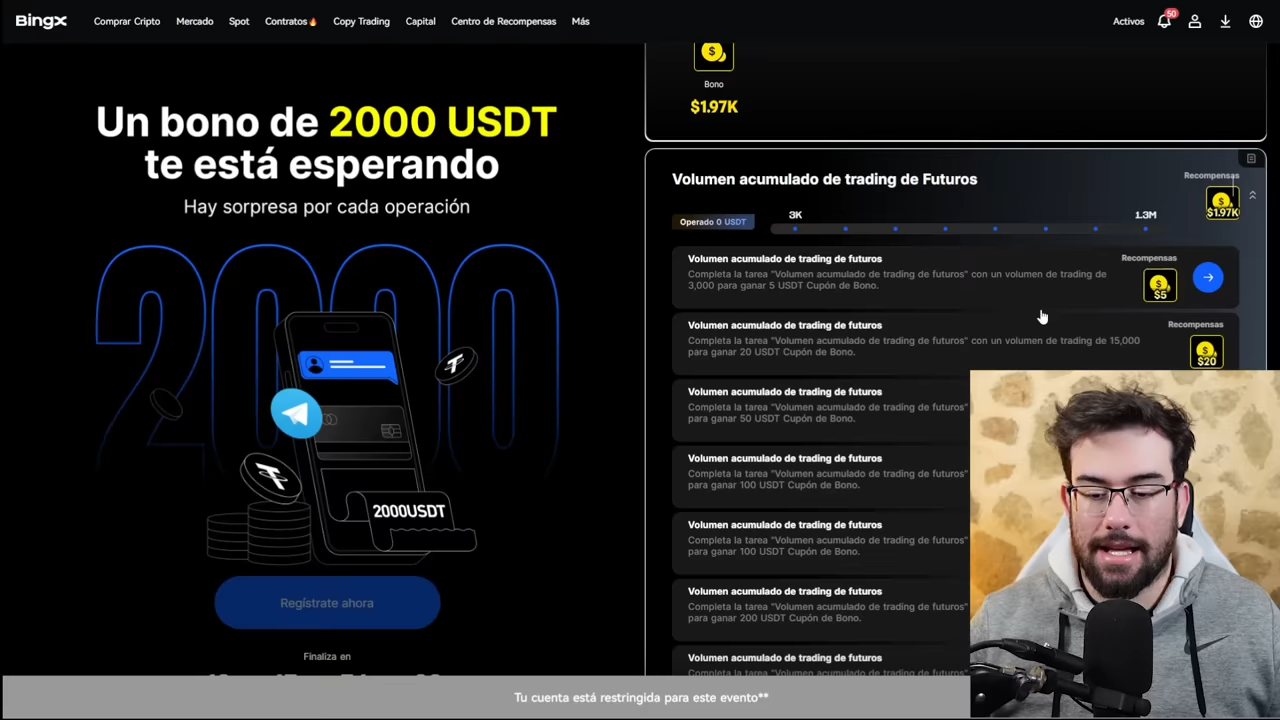 BingX
Comprar Cripto Mercado Spot Contratos Copy Trading Capital Centro de Recompensas Más
Activos
50
Un bono de 2000 USDT
te está esperando
Hay sorpresa por cada operación
2000
2000USDT
Regístrate ahora
Finaliza en
Bono
$1.97K
Volumen acumulado de trading de Futuros
Recompensas
$1.97K
Operado 0 USDT
3K
1.3M
Volumen acumulado de trading de futuros
Completa la tarea "Volumen acumulado de trading de futuros" con un volumen de trading de
3,000 para ganar 5 USDT Cupón de Bono.
Recompensas
$5
Volumen acumulado de trading de futuros
Completa la tarea "Volumen acumulado de trading de futuros" con un volumen de trading de 15,000
para ganar 20 USDT Cupón de Bono.
Recompensas
$20
Volumen acumulado de trading de futuros
Completa la tarea "Volumen acumulado de trading de futuros"
para ganar 50 USDT Cupón de Bono.
Volumen acumulado de trading de futuros
Completa la tarea "Volumen acumulado de trading de futuros"
para ganar 100 USDT Cupón de Bono.
Volumen acumulado de trading de futuros
Completa la tarea "Volumen acumulado de trading de futuros"
para ganar 100 USDT Cupón de Bono.
Volumen acumulado de trading de futuros
Completa la tarea "Volumen acumulado de trading de futuros"
para ganar 200 USDT Cupón de Bono.
Volumen acumulado de trading de futuros
Completa la tarea "Volumen acumulado de trading de futuros"
Tu cuenta está restringida para este evento**